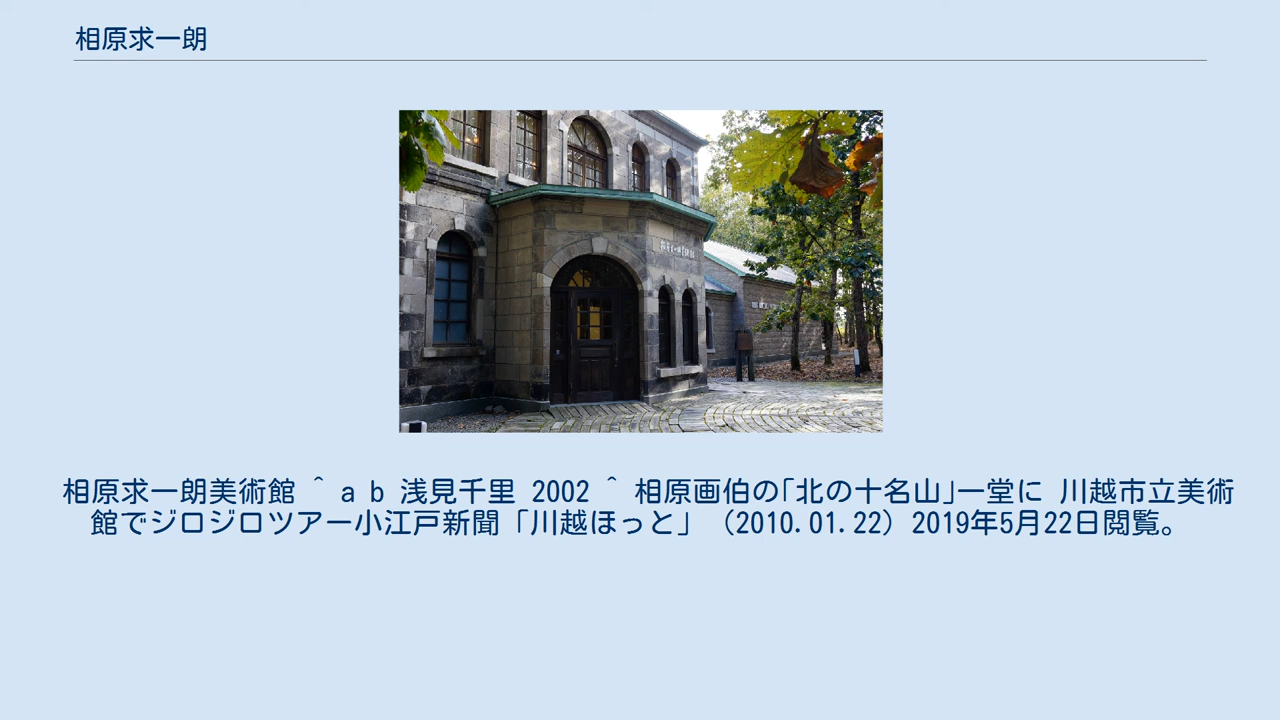 相原求一朗
相原求一朗美術館 ^ a b 浅見千里 2002 ^ 相原画伯の｢北の十名山｣一堂に 川越市立美術
館でジロジロツアー小江戸新聞「川越ほっと」（2010.01.22）2019年5月22日閲覧。